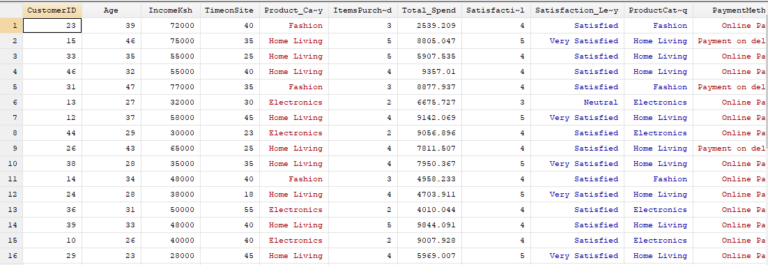 CustomerID Age IncomeKsh TimeonSite Product_Ca~y ItemsPurch~d Total_Spend Satisfacti~l Satisfaction_Le~y ProductCat~q PaymentMeth
1 23 39 72000 40 Fashion 3 2539.209 4 Satisfied Fashion Online Pa
2 15 46 75000 35 Home Living 5 8805.047 5 Very Satisfied Home Living Payment on del
3 33 35 55000 25 Home Living 5 5907.535 4 Satisfied Home Living Online Pa
4 46 32 55000 40 Home Living 4 9357.01 4 Satisfied Home Living Online Pa
5 31 47 77000 35 Fashion 3 8877.937 4 Satisfied Fashion Payment on del
6 13 27 32000 30 Electronics 2 6675.727 3 Neutral Electronics Online Pa
7 12 37 58000 45 Home Living 4 9142.069 5 Very Satisfied Home Living Online Pa
8 44 29 30000 23 Electronics 2 9056.896 4 Satisfied Electronics Online Pa
9 26 43 65000 25 Home Living 4 7811.507 4 Satisfied Home Living Payment on del
10 38 28 35000 35 Home Living 4 7950.367 5 Very Satisfied Home Living Online Pa
11 14 34 48000 40 Fashion 3 4958.233 4 Satisfied Fashion Online Pa
12 24 28 38000 18 Home Living 4 4703.911 5 Very Satisfied Home Living Online Pa
13 36 31 50000 55 Electronics 2 4010.044 4 Satisfied Electronics Online Pa
14 39 33 48000 40 Home Living 5 9844.091 4 Satisfied Home Living Online Pa
15 10 26 40000 40 Electronics 2 9007.928 4 Satisfied Electronics Online Pa
16 29 23 28000 45 Home Living 4 5969.007 5 Very Satisfied Home Living Online Pa